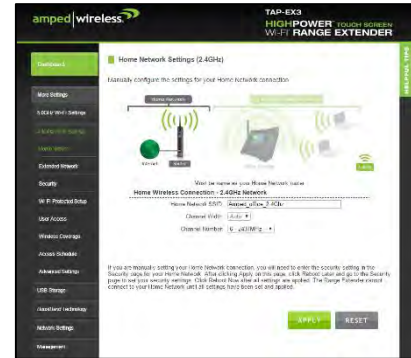 amped wireless
TAP-EX3
HIGHPOWER TOUCH SCREEN
WI-FI RANGE EXTENDER
HELPFUL TIPS
Dashboard
More Settings
5.0GHz Wi-Fi Settings
Home Network Settings (2.4GHz)
Manually configure the settings for your Home Network connection
HOME NETWORK
Must be same as your Home Network router
Home Wireless Connection - 2.4GHz Network
Home Network SSID
Amped_office_2.4Ghz
Channel Width
Auto
Channel Number
Extended Network
Security
Wi-Fi Protected Setup
User Access
Wireless Coverage
Access Schedule
Advanced Settings
USB Storage
Network Settings
Management
If you are manually setting your Home Network connection, you will need to enter the security setting in the
Security page for your Home Network. After clicking Apply on this page, click Reboot Later and go to the Security
page to set your security settings. Click Reboot Now after all settings are applied. The Range Extender cannot
connect to your Home Network until all settings have been set and applied.
APPLY
RESET